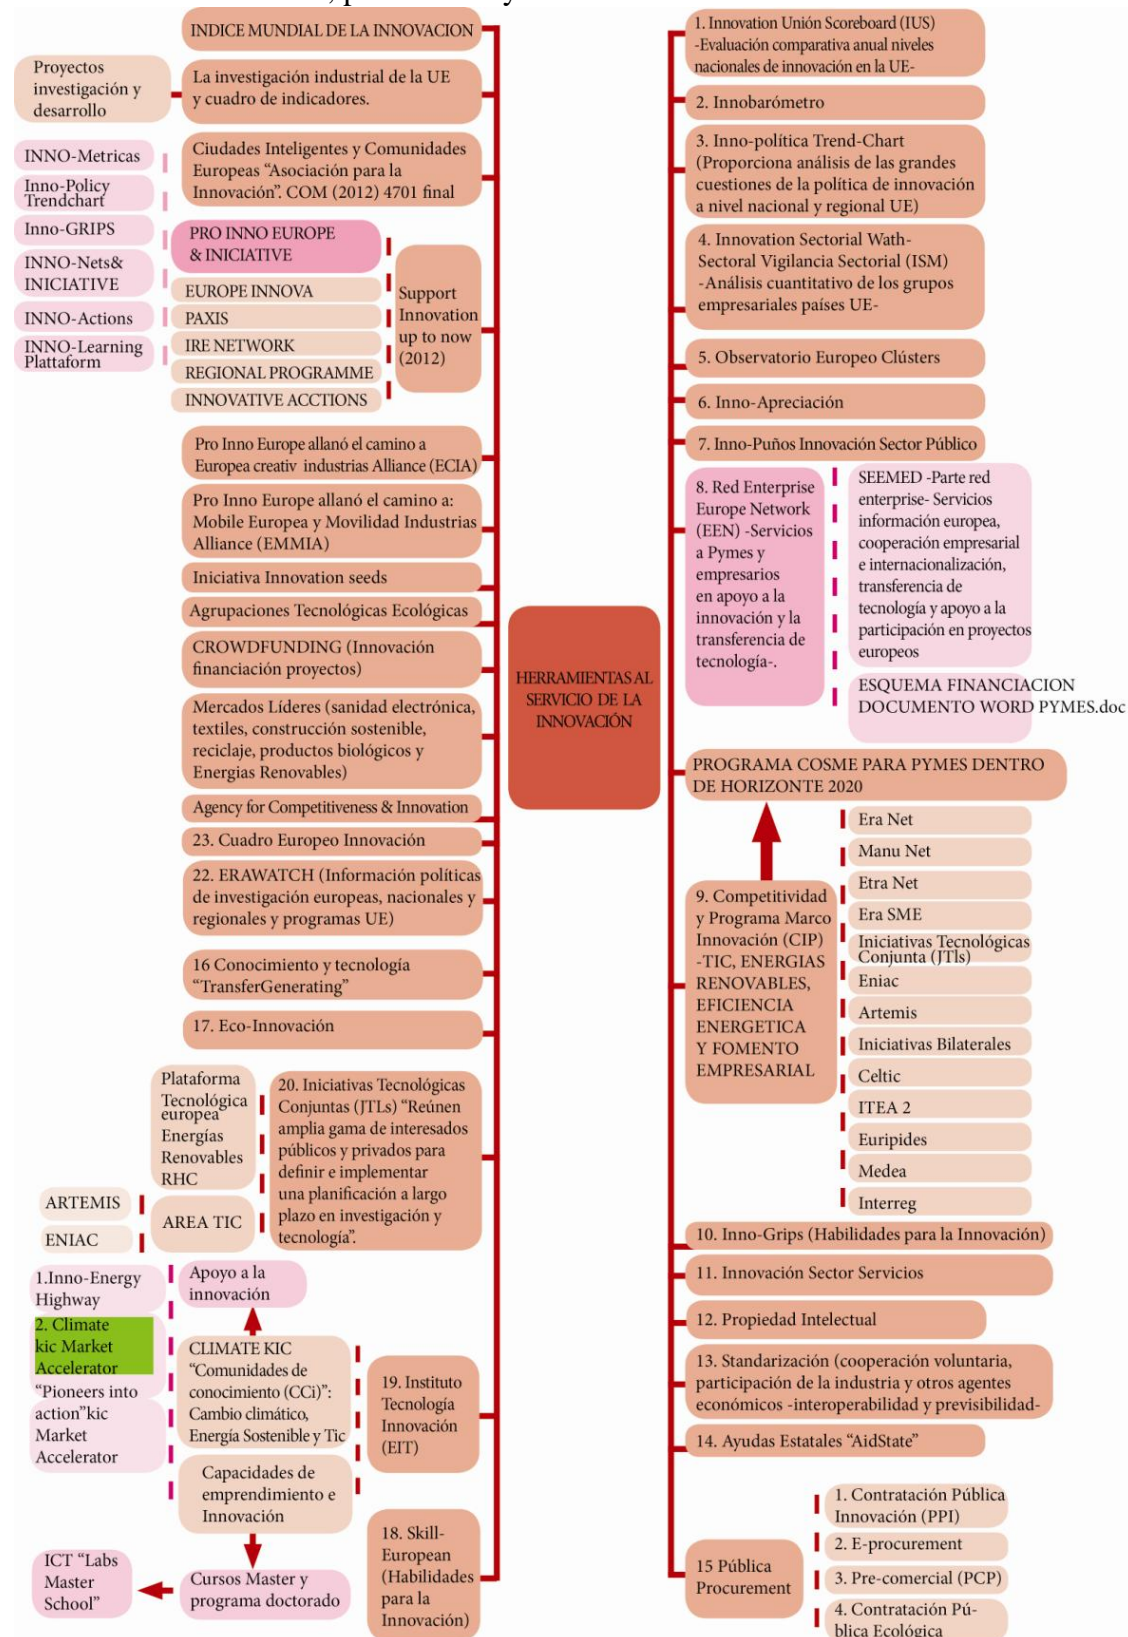 INDICE MUNDIAL DE LA INNOVACION
Proyectos
investigación y
desarrollo
La investigación industrial de la UE
y cuadro de indicadores.
Ciudades Inteligentes y Comunidades
Europeas “Asociación para la
Innovación”. COM (2012) 4701 final
INNO-Metricas
Inno-Policy
Trendchart
Inno-GRIPS
INNO-Nets&
INICIATIVE
INNO-Actions
INNO-Learning
Plattaform
PRO INNO EUROPE
& INICIATIVE
EUROPE INNOVA
PAXIS
IRE NETWORK
REGIONAL PROGRAMME
INNOVATIVE ACCTIONS
Support
Innovation
up to now
(2012)
Pro Inno Europe allanó el camino a
Europea creativ industrias Alliance (ECIA)
Pro Inno Europe allanó el camino a:
Mobile Europea y Movilidad Industrias
Alliance (EMMIA)
Iniciativa Innovation seeds
Agrupaciones Tecnológicas Ecológicas
CROWDFUNDING (Innovación
financiación proyectos)
Mercados Líderes (sanidad electrónica,
textiles, construcción sostenible,
reciclaje, productos biológicos y
Energias Renovables)
Agency for Competitiveness & Innovation
23. Cuadro Europeo Innovación
22. ERAWATCH (Información políticas
de investigación europeas, nacionales y
regionales y programas UE)
16 Conocimiento y tecnología
“TransferGenerating”
17. Eco-Innovación
Plataforma
Tecnológica
europea
Energías
Renovables
RHC
20. Iniciativas Tecnológicas
Conjuntas (JTLs) “Reúnen
amplia gama de interesados
públicos y privados para
definir e implementar
una planificación a largo
plazo en investigación y
tecnología”.
ARTEMIS
ENIAC
AREA TIC
1.Inno-Energy
Highway
2. Climate
kic Market
Accelerator
“Pioneers into
action”kic
Market
Accelerator
Apoyo a la
innovación
CLIMATE KIC
“Comunidades de
conocimiento (CCi)”:
Cambio climático,
Energía Sostenible y Tic
Capacidades de
emprendimiento e
Innovación
19. Instituto
Tecnología
Innovación
(EIT)
18. Skill-
European
(Habilidades
para la
Innovación)
ICT “Labs
Master
School”
Cursos Master y
programa doctorado
HERRAMIENTAS AL
SERVICIO DE LA
INNOVACIÓN
1. Innovation Unión Scoreboard (IUS)
-Evaluación comparativa anual niveles
nacionales de innovación en la UE-
2. Innobarómetro
3. Inno-política Trend-Chart
(Proporciona análisis de las grandes
cuestiones de la política de innovación
a nivel nacional y regional UE)
4. Innovation Sectorial Wath-
Sectoral Vigilancia Sectorial (ISM)
-Análisis cuantitativo de los grupos
empresariales países UE-
5. Observatorio Europeo Clústers
6. Inno-Apreciación
7. Inno-Puños Innovación Sector Público
8. Red Enterprise
Europe Network
(EEN) -Servicios
a Pymes y
empresarios
en apoyo a la
innovación y la
transferencia de
tecnología-.
SEEMED -Parte red
enterprise- Servicios
información europea,
cooperación empresarial
e internacionalización,
transferencia de
tecnología y apoyo a la
participación en proyectos
europeos
ESQUEMA FINANCIACION
DOCUMENTO WORD PYMES.doc
PROGRAMA COSME PARA PYMES DENTRO
DE HORIZONTE 2020
9. Competitividad
y Programa Marco
Innovación (CIP)
-TIC, ENERGIAS
RENOVABLES,
EFICIENCIA
ENERGETICA
Y FOMENTO
EMPRESARIAL
Era Net
Manu Net
Etra Net
Era SME
Iniciativas Tecnológicas
Conjunta (JTls)
Eniac
Artemis
Iniciativas Bilaterales
Celtic
ITEA 2
Euripides
Medea
Interreg
10. Inno-Grips (Habilidades para la Innovación)
11. Innovación Sector Servicios
12. Propiedad Intelectual
13. Standarización (cooperación voluntaria,
participación de la industria y otros agentes
económicos -interoperabilidad y previsibilidad-
14. Ayudas Estatales “AidState”
15 Pública
Procurement
1. Contratación Pública
Innovación (PPI)
2. E-procurement
3. Pre-comercial (PCP)
4. Contratación Pú-
blica Ecológica